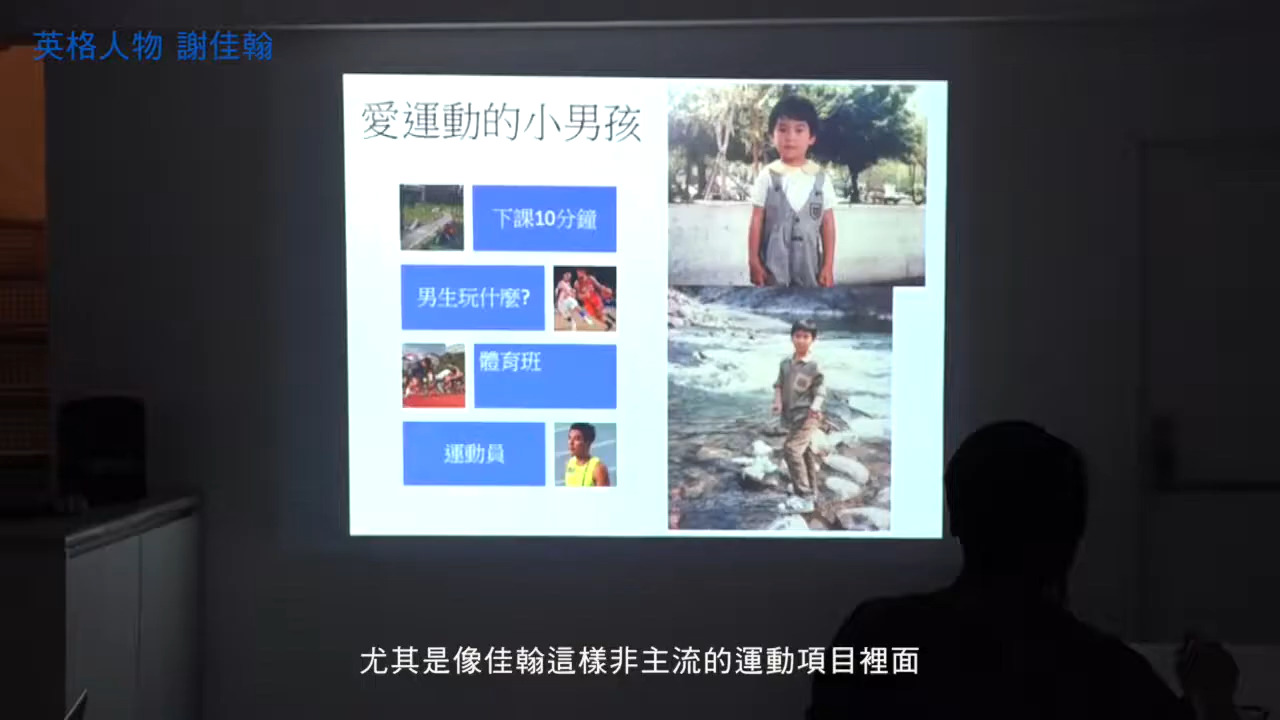 英格人物 謝佳翰
愛運動的小男孩
下課10分鐘
男生玩什麼?
體育班
運動員
尤其是像佳翰這樣非主流的運動項目裡面